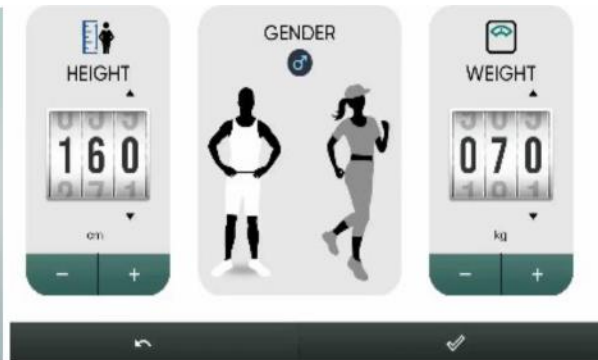 HEIGHT
160
cm
GENDER
WEIGHT
070
kg
- +
- +